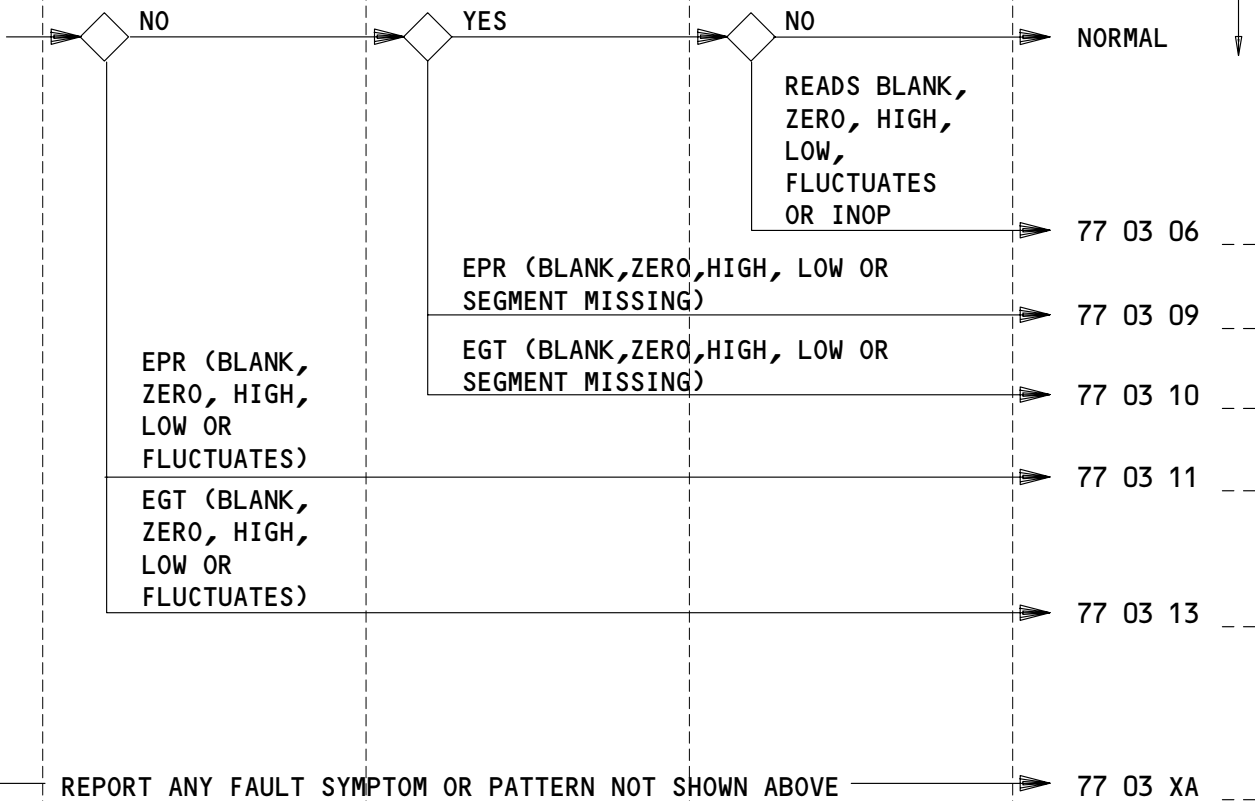 NO
YES
NO
NORMAL
READS BLANK,
ZERO, HIGH,
LOW,
FLUCTUATES
OR INOP
77 03 06 _ _
EPR (BLANK,ZERO,HIGH, LOW OR
SEGMENT MISSING)
77 03 09 _ _
EGT (BLANK,ZERO,HIGH, LOW OR
SEGMENT MISSING)
77 03 10 _ _
EPR (BLANK,
ZERO, HIGH,
LOW OR
FLUCTUATES)
77 03 11 _ _
EGT (BLANK,
ZERO, HIGH,
LOW OR
FLUCTUATES)
77 03 13 _ _
REPORT ANY FAULT SYMPTOM OR PATTERN NOT SHOWN ABOVE
77 03 XA _ _